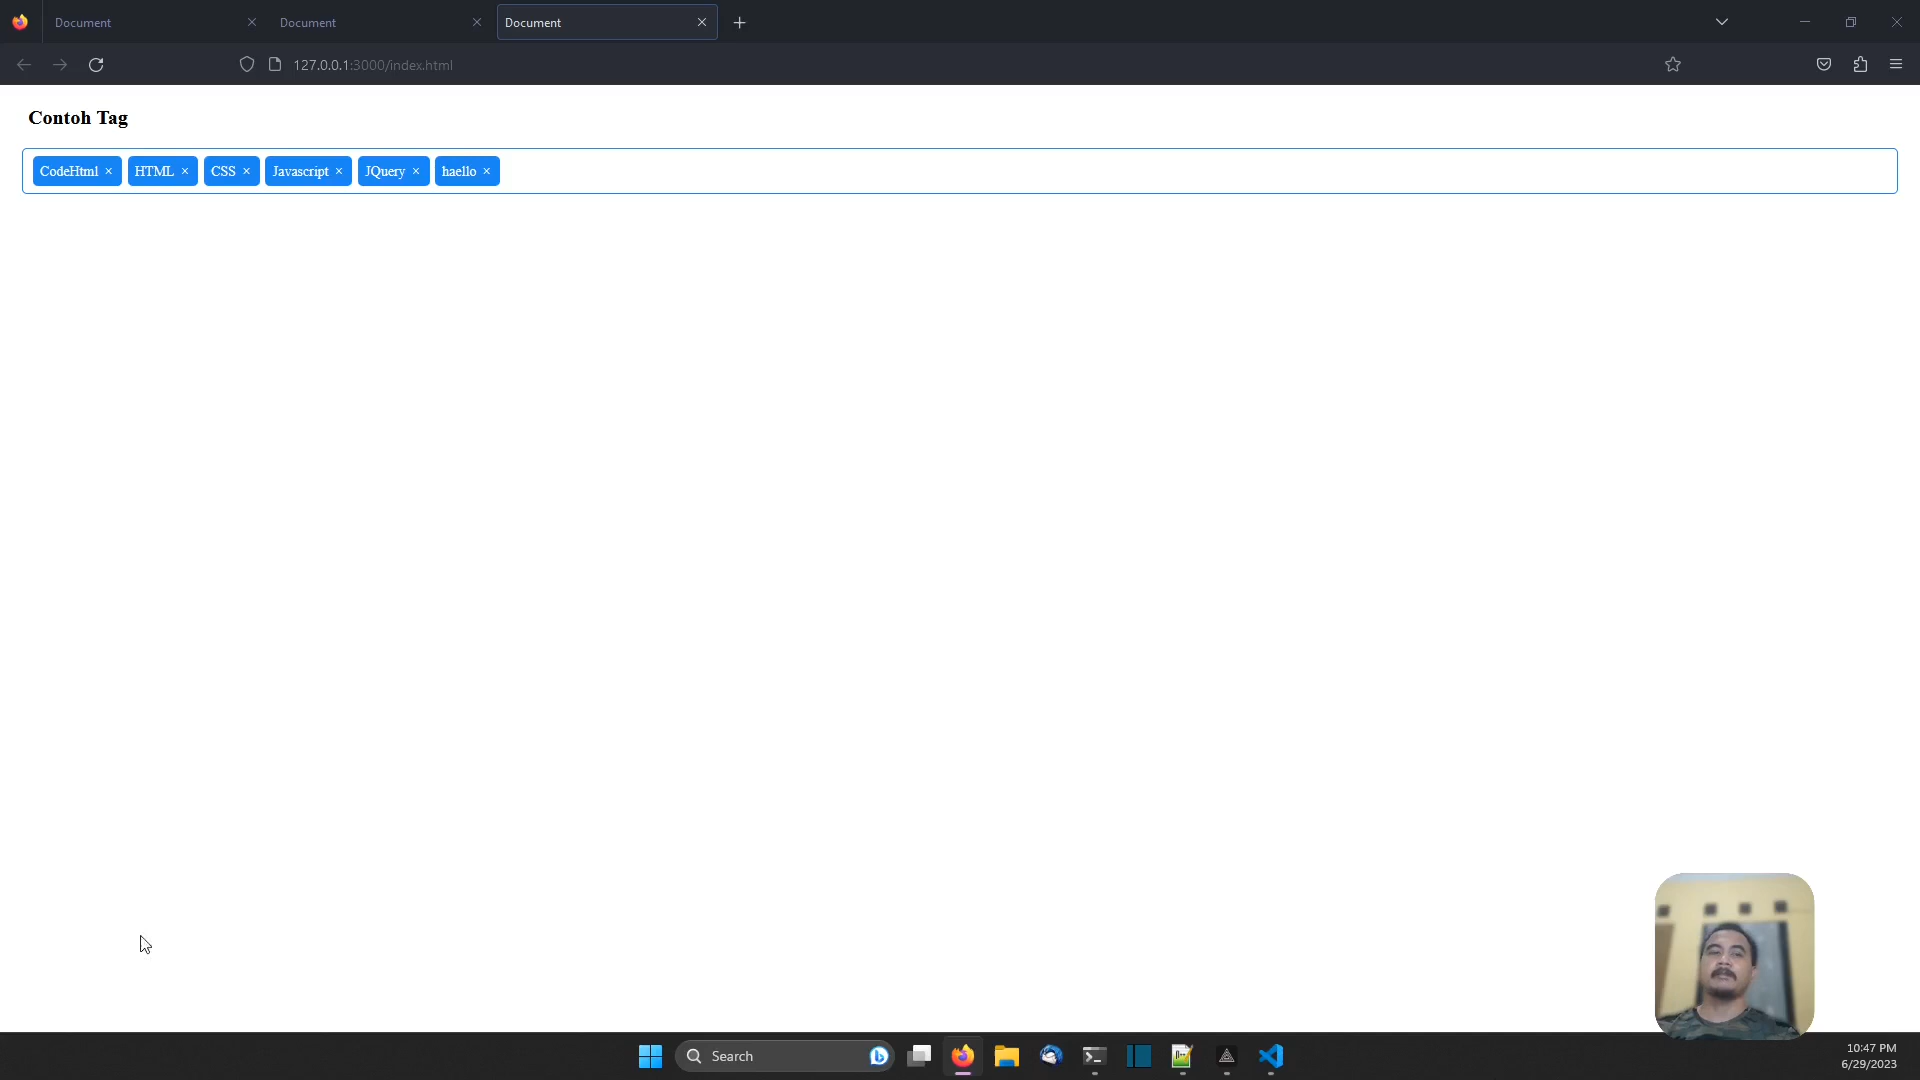 Document
Document
Document
127.0.0.1:3000/index.html
Contoh Tag
CodeHtml ×
HTML ×
CSS ×
Javascript ×
JQuery ×
haello ×
Search
10:47 PM
6/29/2023